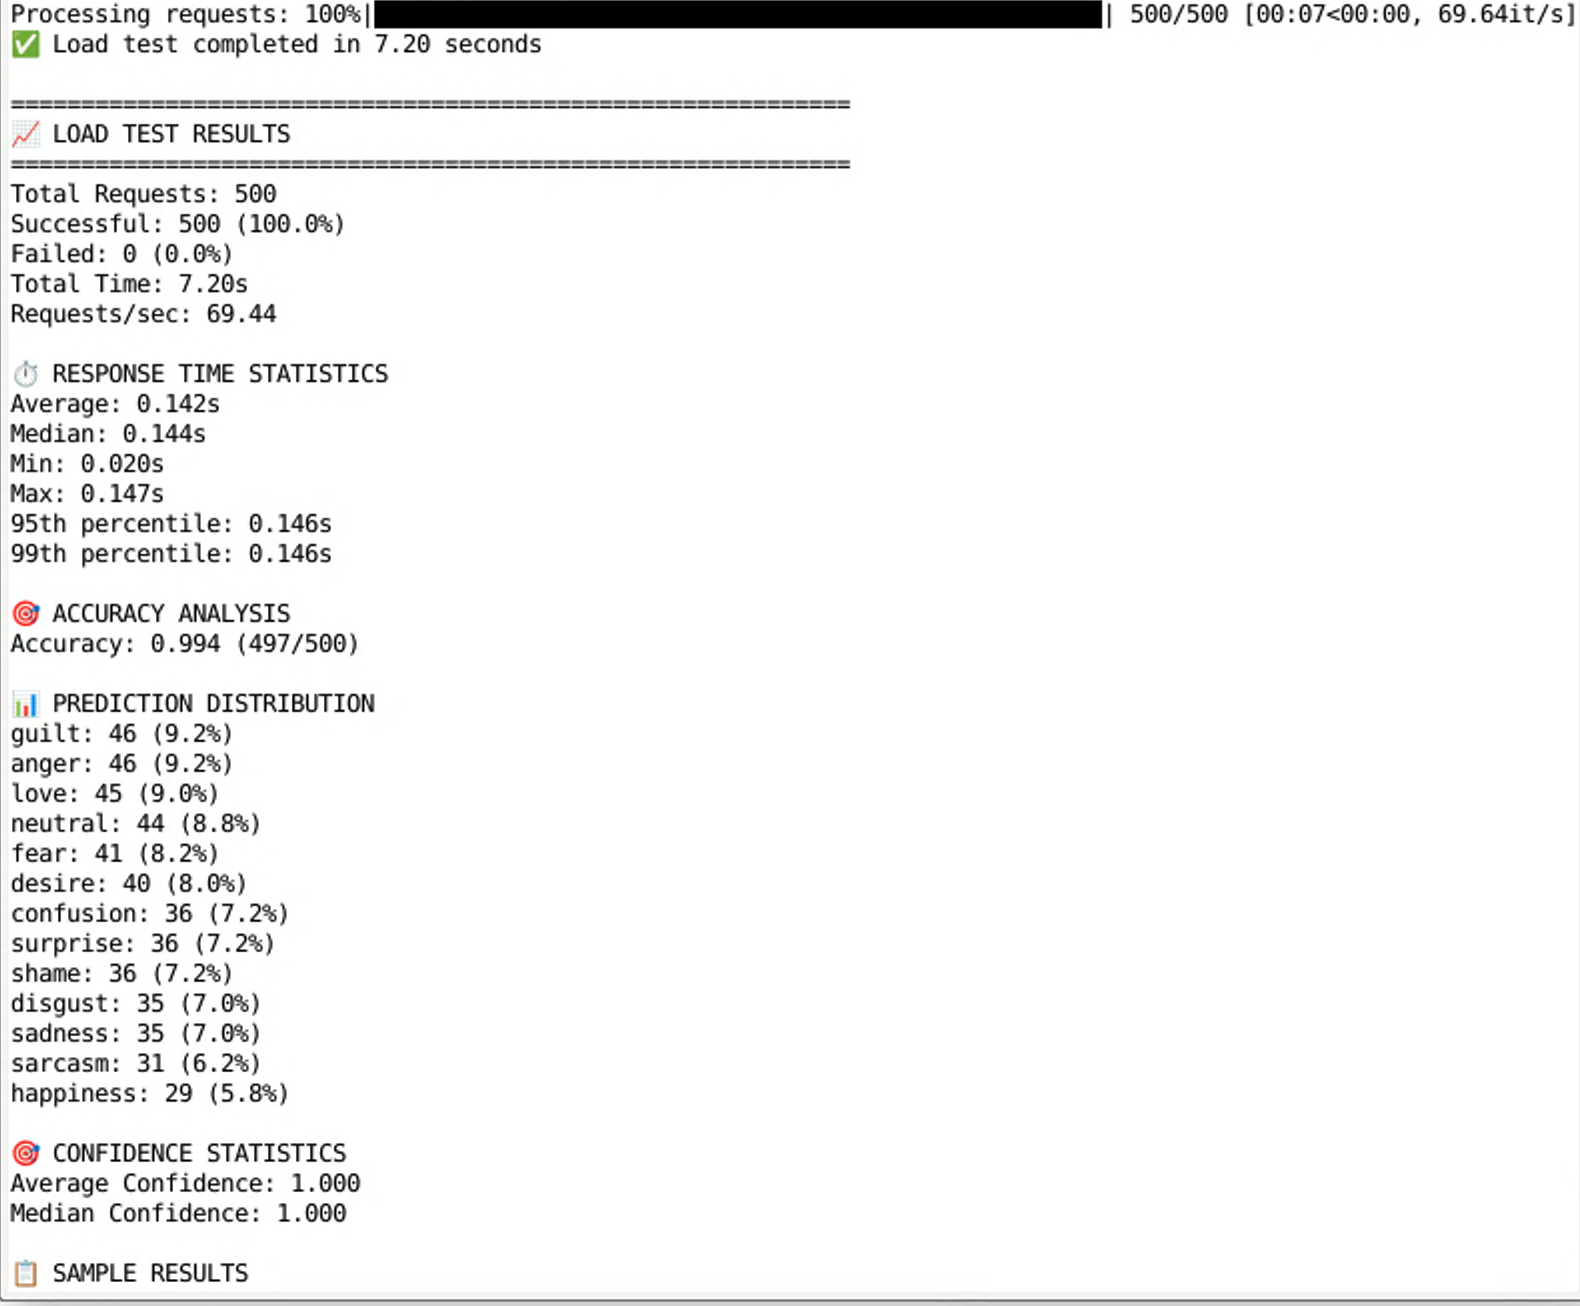 Processing requests: 100%|██████████| 500/500 [00:07<00:00, 69.64it/s]
✅ Load test completed in 7.20 seconds
============================================================
📈 LOAD TEST RESULTS
============================================================
Total Requests: 500
Successful: 500 (100.0%)
Failed: 0 (0.0%)
Total Time: 7.20s
Requests/sec: 69.44
⏱️ RESPONSE TIME STATISTICS
Average: 0.142s
Median: 0.144s
Min: 0.020s
Max: 0.147s
95th percentile: 0.146s
99th percentile: 0.146s
🎯 ACCURACY ANALYSIS
Accuracy: 0.994 (497/500)
📊 PREDICTION DISTRIBUTION
guilt: 46 (9.2%)
anger: 46 (9.2%)
love: 45 (9.0%)
neutral: 44 (8.8%)
fear: 41 (8.2%)
desire: 40 (8.0%)
confusion: 36 (7.2%)
surprise: 36 (7.2%)
shame: 36 (7.2%)
disgust: 35 (7.0%)
sadness: 35 (7.0%)
sarcasm: 31 (6.2%)
happiness: 29 (5.8%)
🎯 CONFIDENCE STATISTICS
Average Confidence: 1.000
Median Confidence: 1.000
📋 SAMPLE RESULTS